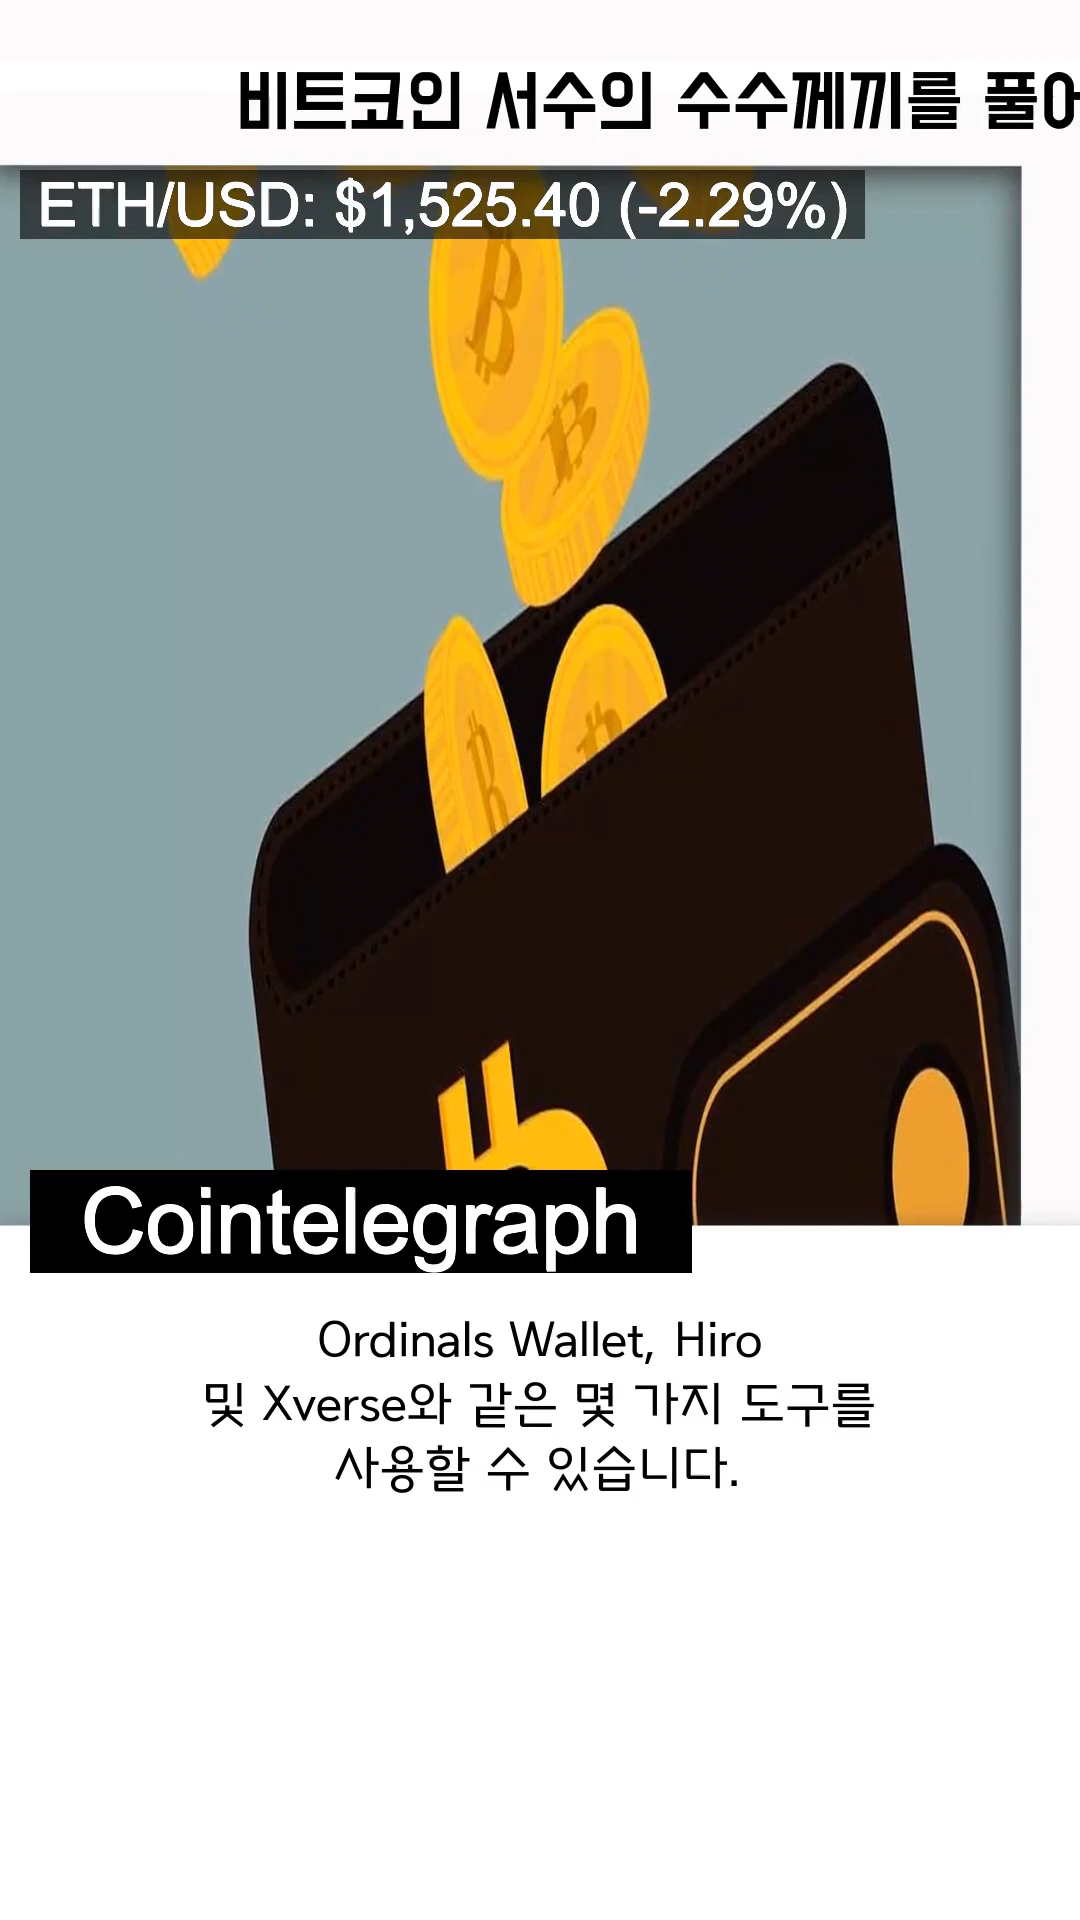 비트코인 서수의 수수께끼를 풀어
ETH/USD: $1,525.40 (-2.29%)
Cointelegraph
Ordinals Wallet, Hiro
및 Xverse와 같은 몇 가지 도구를
사용할 수 있습니다.